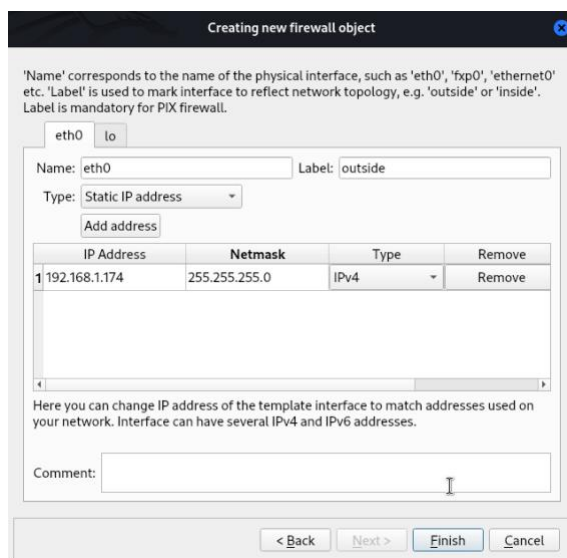 Creating new firewall object
'Name' corresponds to the name of the physical interface, such as 'eth0', 'fxp0', 'ethernet0'
etc. 'Label' is used to mark interface to reflect network topology, e.g. 'outside' or 'inside'.
Label is mandatory for PIX firewall.
eth0 lo
Name: eth0 Label: outside
Type: Static IP address
Add address
IP Address Netmask Type Remove
1 192.168.1.174 255.255.255.0 IPv4 Remove
Here you can change IP address of the template interface to match addresses used on
your network. Interface can have several IPv4 and IPv6 addresses.
Comment:
< Back Next > Finish Cancel